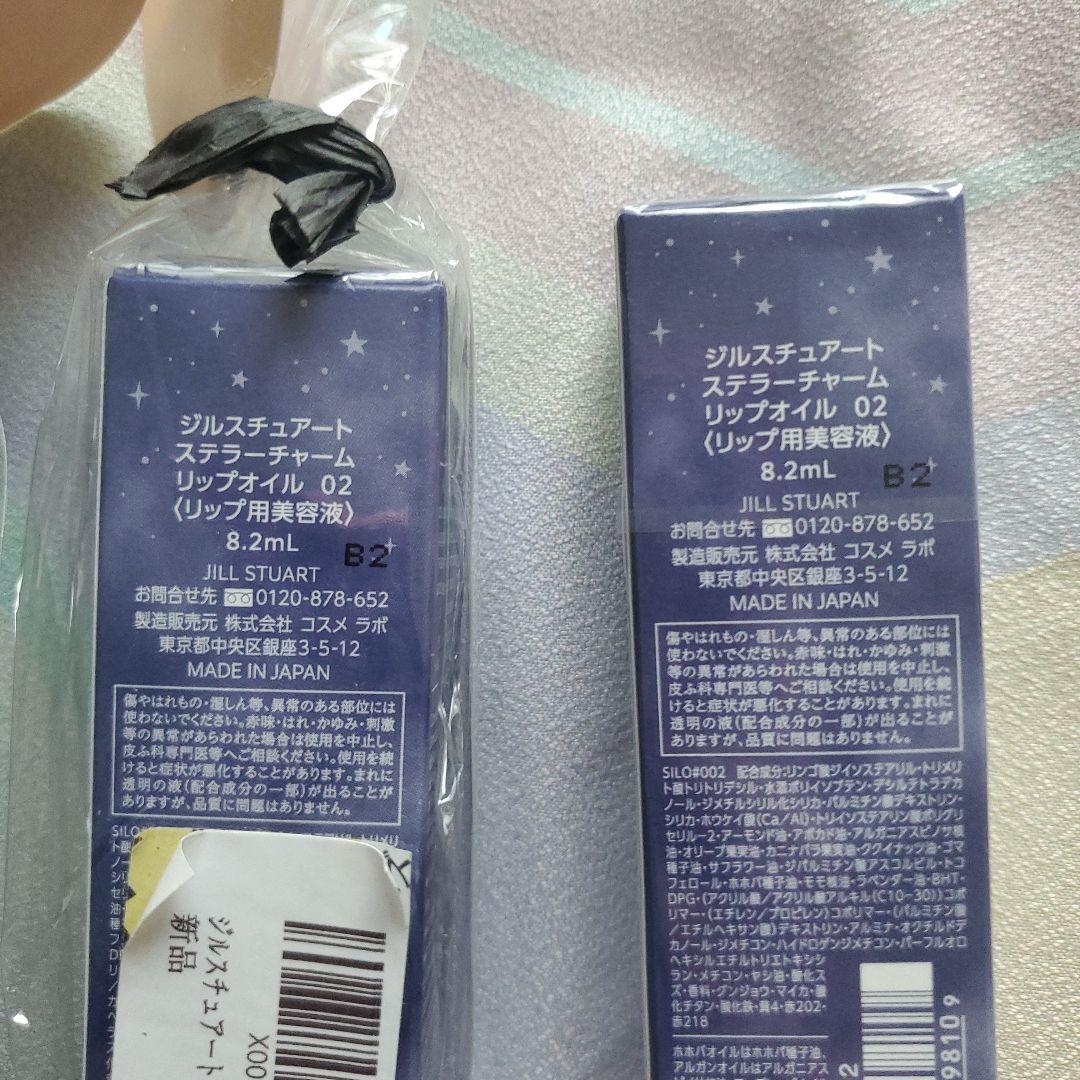 ジルスチュアート
ステラーチャーム
リップオイル 02
〈リップ用美容液〉
8.2mL
B2
JILL STUART
お問合せ先 0120-878-652
製造販売元 株式会社 コスメ ラボ
東京都中央区銀座3-5-12
MADE IN JAPAN
傷やはれもの・湿しん等、異常のある部位には
使わないでください。赤味・はれ・かゆみ・刺激
等の異常があらわれた場合は使用を中止し、
皮ふ科専門医等へご相談ください。使用を続
けると症状が悪化することがあります。まれに
透明の液(配合成分の一部)が出ることが
ありますが、品質に問題はありません。
ジルスチュアート
新品
X00
ジルスチュアート
ステラーチャーム
リップオイル 02
〈リップ用美容液〉
8.2mL
B2
JILL STUART
お問合せ先 0120-878-652
製造販売元 株式会社 コスメ ラボ
東京都中央区銀座3-5-12
MADE IN JAPAN
傷やはれもの・湿しん等、異常のある部位には
使わないでください。赤味・はれ・かゆみ・刺激
等の異常があらわれた場合は使用を中止し、
皮ふ科専門医等へご相談ください。使用を続
けると症状が悪化することがあります。まれに
透明の液(配合成分の一部)が出ることが
ありますが、品質に問題はありません。
SILO#002 配合成分:リンゴ酸ジイソステアリル・トリメリ
ト酸トリトリデシル・水添ポリイソブテン・デシルテトラデカ
ノール・ジメチルシリル化シリカ・パルミチン酸デキストリン・
シリカ・ホウケイ酸(Ca/Al)・トリイソステアリン酸ポリグリ
セリル-2・アーモンド油・アボカド油・アルガニアスピノサ核
油・オリーブ果実油・カニナバラ果実油・ククイナッツ油・ゴマ
種子油・サフラワー油・ジパルミチン酸アスコルビル・トコ
フェロール・ホホバ種子油・モモ核油・ラベンダー油・BHT・
DPG・(アクリル酸/アクリル酸アルキル(C10-30))コポ
リマー・(エチレン/プロピレン)コポリマー・(パルミチン酸
/エチルヘキサン酸)デキストリン・アルミナ・オクチルドデ
カノール・ジメチコン・ハイドロゲンジメチコン・パーフルオロ
ヘキシルエチルトリエトキシシ
ラン・メチコン・ヤシ油・酸化ス
ズ・香料・グンジョウ・マイカ・酸
化チタン・酸化鉄・黄4・赤202・
赤218
ホホバオイルはホホバ種子油、
アルガンオイルはアルガニアス
2
9810 9